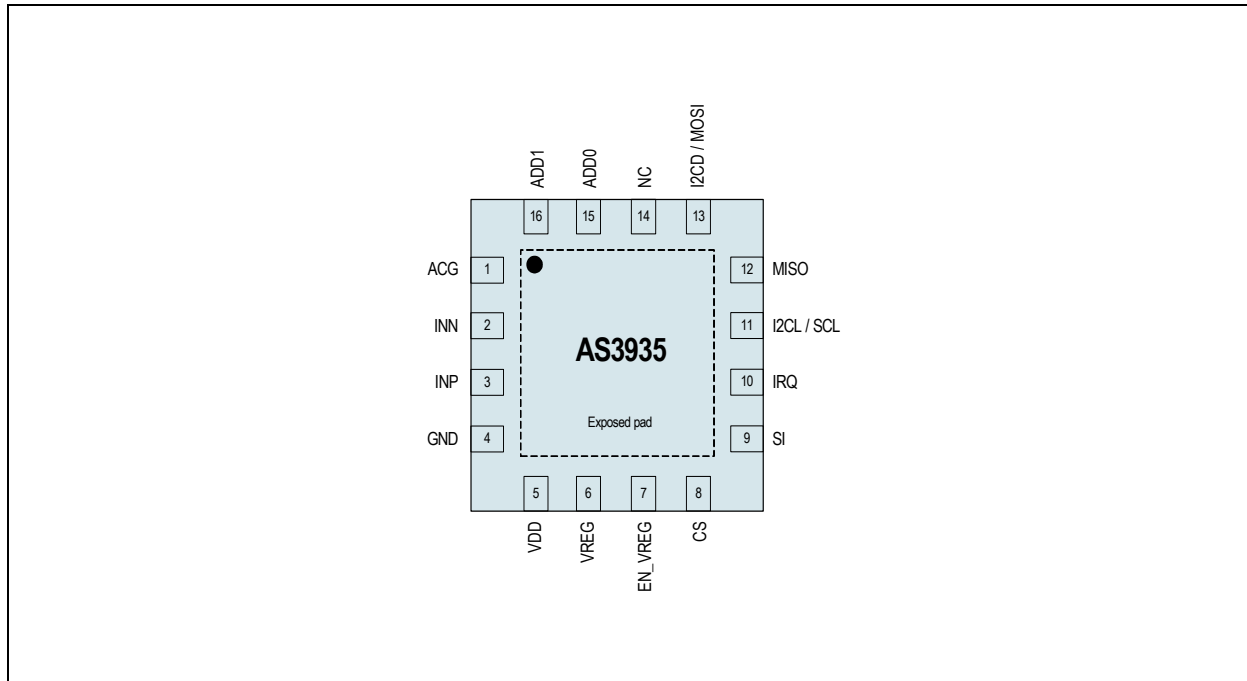 ADD1
ADD0
NC
I2CD / MOSI
16
15
14
13
ACG 1
12 MISO
INN 2
11 I2CL / SCL
AS3935
INP 3
10 IRQ
Exposed pad
GND 4
9 SI
5
6
7
8
VDD
VREG
EN_VREG
CS